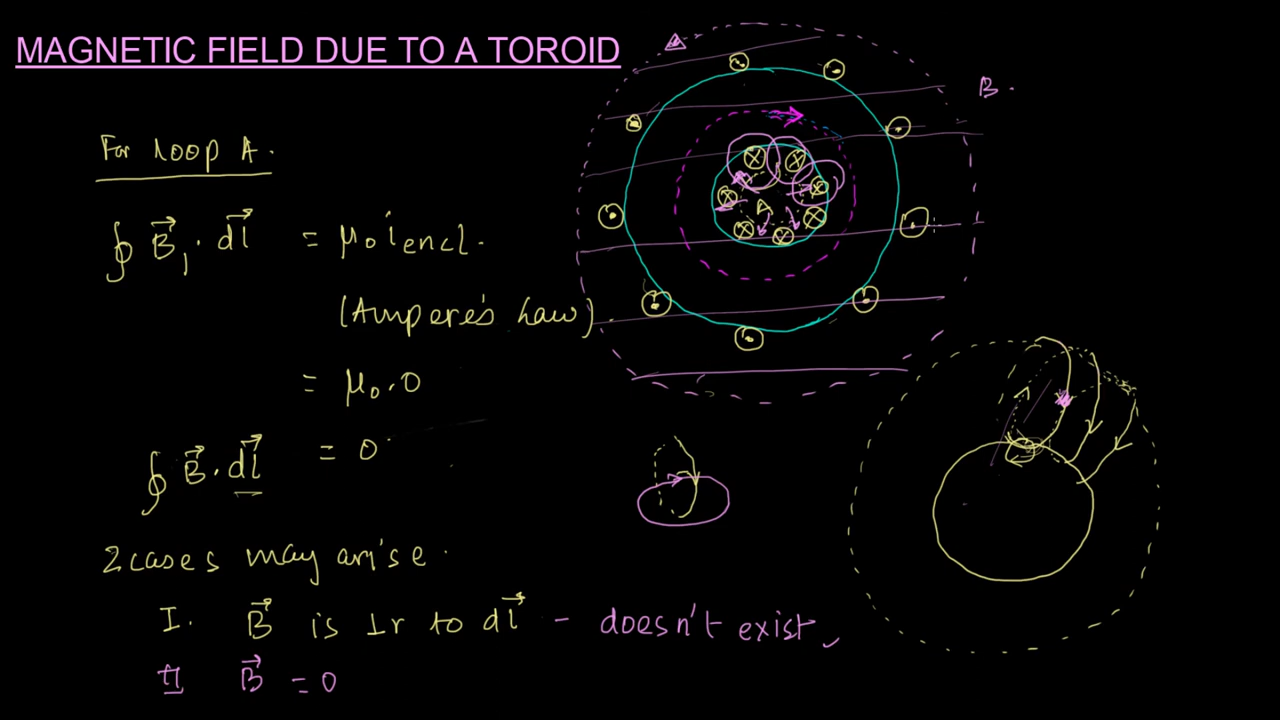 MAGNETIC FIELD DUE TO A TOROID
For Loop A.
∮ B⃗₁ · dl⃗ = μ₀ iencl.
(Ampere's Law).
= μ₀.0
∮ B⃗ · dl⃗ = 0
2 cases may arise.
I. B⃗ is ⊥r to dl⃗ - doesn't exist
II B⃗ = 0
B.
A